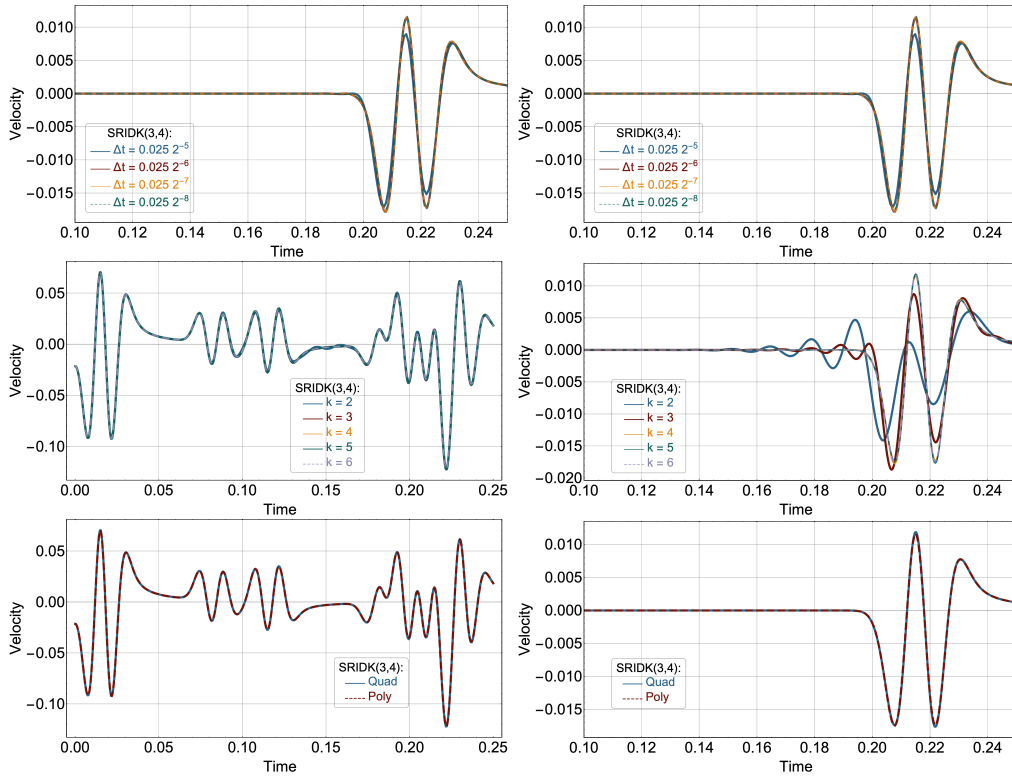 0.010
0.005
0.000
−0.005
−0.010
−0.015
Velocity
SRIDK(3,4):
Δt = 0.025 2⁻⁵
Δt = 0.025 2⁻⁶
Δt = 0.025 2⁻⁷
Δt = 0.025 2⁻⁸
0.10 0.12 0.14 0.16 0.18 0.20 0.22 0.24
Time
0.010
0.005
0.000
−0.005
−0.010
−0.015
Velocity
SRIDK(3,4):
Δt = 0.025 2⁻⁵
Δt = 0.025 2⁻⁶
Δt = 0.025 2⁻⁷
Δt = 0.025 2⁻⁸
0.10 0.12 0.14 0.16 0.18 0.20 0.22 0.24
Time
0.05
0.00
−0.05
−0.10
Velocity
SRIDK(3,4):
k = 2
k = 3
k = 4
k = 5
k = 6
0.00 0.05 0.10 0.15 0.20 0.25
Time
0.010
0.005
0.000
−0.005
−0.010
−0.015
−0.020
Velocity
SRIDK(3,4):
k = 2
k = 3
k = 4
k = 5
k = 6
0.10 0.12 0.14 0.16 0.18 0.20 0.22 0.24
Time
0.05
0.00
−0.05
−0.10
Velocity
SRIDK(3,4):
Quad
Poly
0.00 0.05 0.10 0.15 0.20 0.25
Time
0.010
0.005
0.000
−0.005
−0.010
−0.015
Velocity
SRIDK(3,4):
Quad
Poly
0.10 0.12 0.14 0.16 0.18 0.20 0.22 0.24
Time